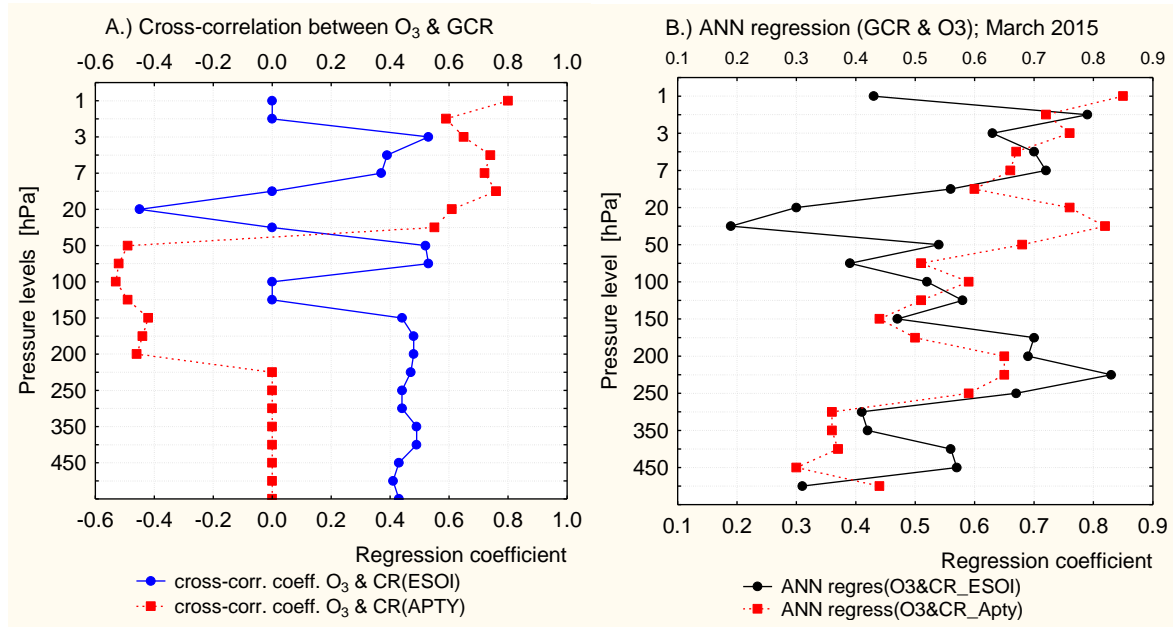 A.) Cross-correlation between O₃ & GCR
-0.6 -0.4 -0.2 0.0 0.2 0.4 0.6 0.8 1.0
Pressure levels [hPa]
1
3
7
20
50
100
150
200
250
350
450
-0.6 -0.4 -0.2 0.0 0.2 0.4 0.6 0.8 1.0
Regression coefficient
cross-corr. coeff. O₃ & CR(ESOI)
cross-corr. coeff. O₃ & CR(APTY)
B.) ANN regression (GCR & O3); March 2015
0.1 0.2 0.3 0.4 0.5 0.6 0.7 0.8 0.9
Pressure level [hPa]
1
3
7
20
50
100
150
200
250
350
450
0.1 0.2 0.3 0.4 0.5 0.6 0.7 0.8 0.9
Regression coefficient
ANN regres(O3&CR_ESOI)
ANN regress(O3&CR_Apty)